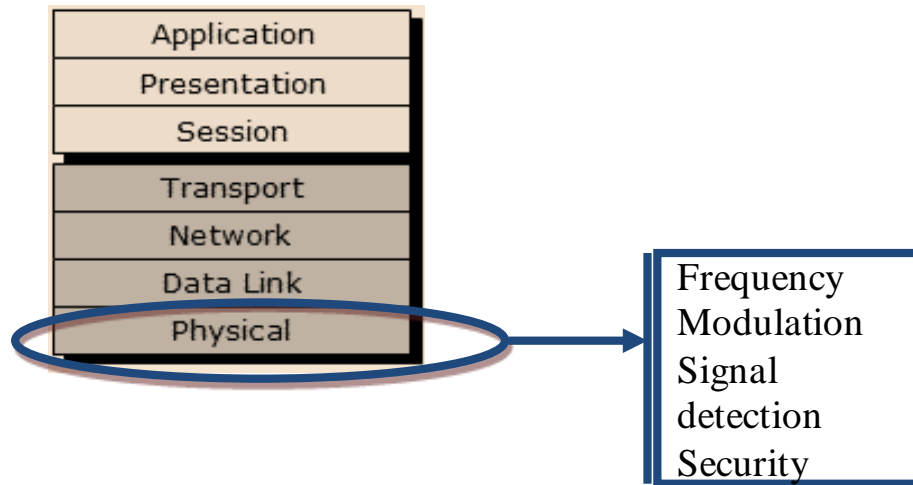 Application
Presentation
Session
Transport
Network
Data Link
Physical
Frequency
Modulation
Signal
detection
Security